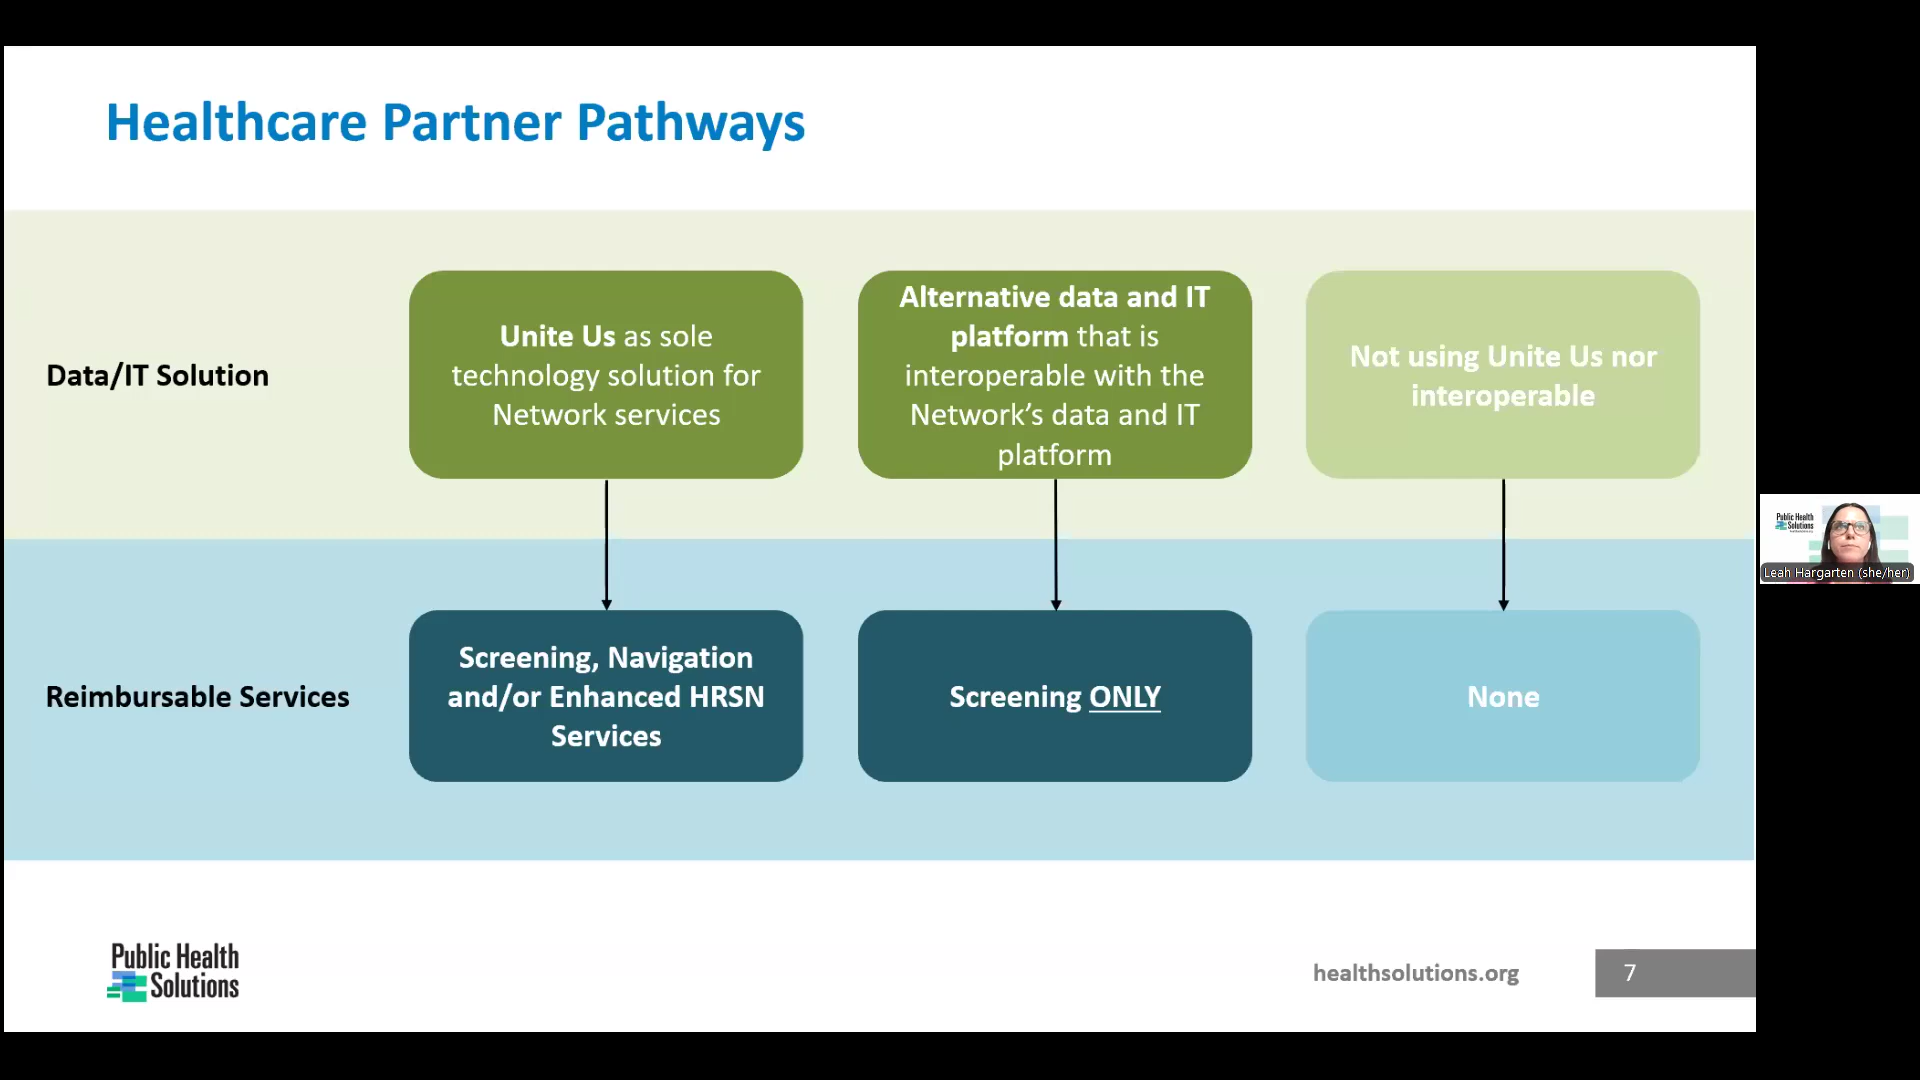 Healthcare Partner Pathways
Data/IT Solution
Unite Us as sole
technology solution for
Network services
Alternative data and IT
platform that is
interoperable with the
Network's data and IT
platform
Not using Unite Us nor
interoperable
Reimbursable Services
Screening, Navigation
and/or Enhanced HRSN
Services
Screening ONLY
None
Public Health
Solutions
Leah Hargarten (she/her)
Public Health
Solutions
healthsolutions.org
7